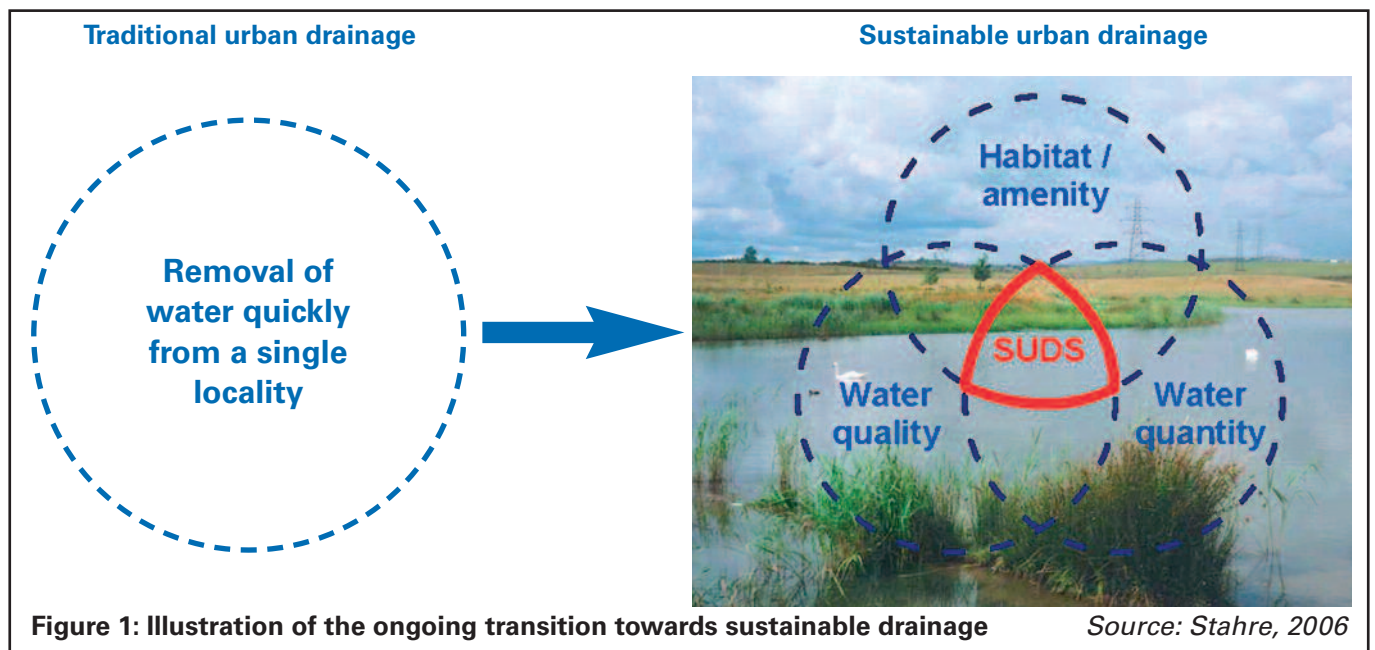 Traditional urban drainage
Sustainable urban drainage
Removal of
water quickly
from a single
locality
Habitat /
amenity
SUDS
Water
quality
Water
quantity
Figure 1: Illustration of the ongoing transition towards sustainable drainage
Source: Stahre, 2006